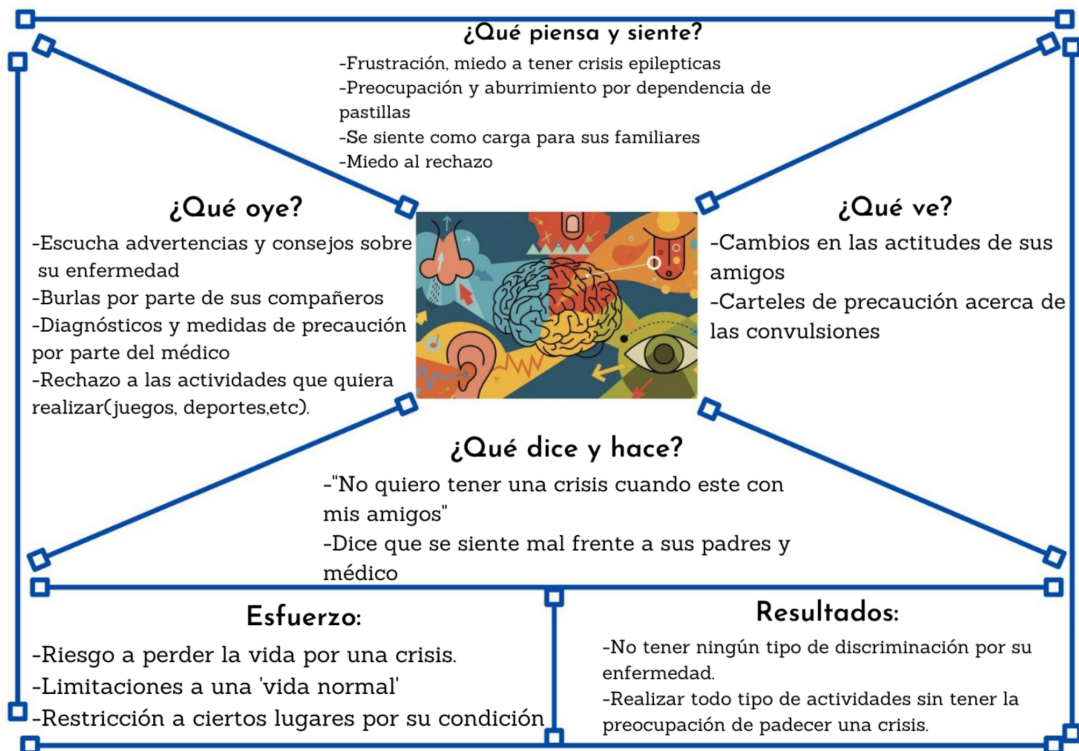 ¿Qué piensa y siente?
-Frustración, miedo a tener crisis epilepticas
-Preocupación y aburrimiento por dependencia de
pastillas
-Se siente como carga para sus familiares
-Miedo al rechazo
¿Qué oye?
-Escucha advertencias y consejos sobre
su enfermedad
-Burlas por parte de sus compañeros
-Diagnósticos y medidas de precaución
por parte del médico
-Rechazo a las actividades que quiera
realizar(juegos, deportes,etc).
¿Qué ve?
-Cambios en las actitudes de sus
amigos
-Carteles de precaución acerca de
las convulsiones
¿Qué dice y hace?
-"No quiero tener una crisis cuando este con
mis amigos"
-Dice que se siente mal frente a sus padres y
médico
Esfuerzo:
-Riesgo a perder la vida por una crisis.
-Limitaciones a una 'vida normal'
-Restricción a ciertos lugares por su condición
Resultados:
-No tener ningún tipo de discriminación por su
enfermedad.
-Realizar todo tipo de actividades sin tener la
preocupación de padecer una crisis.